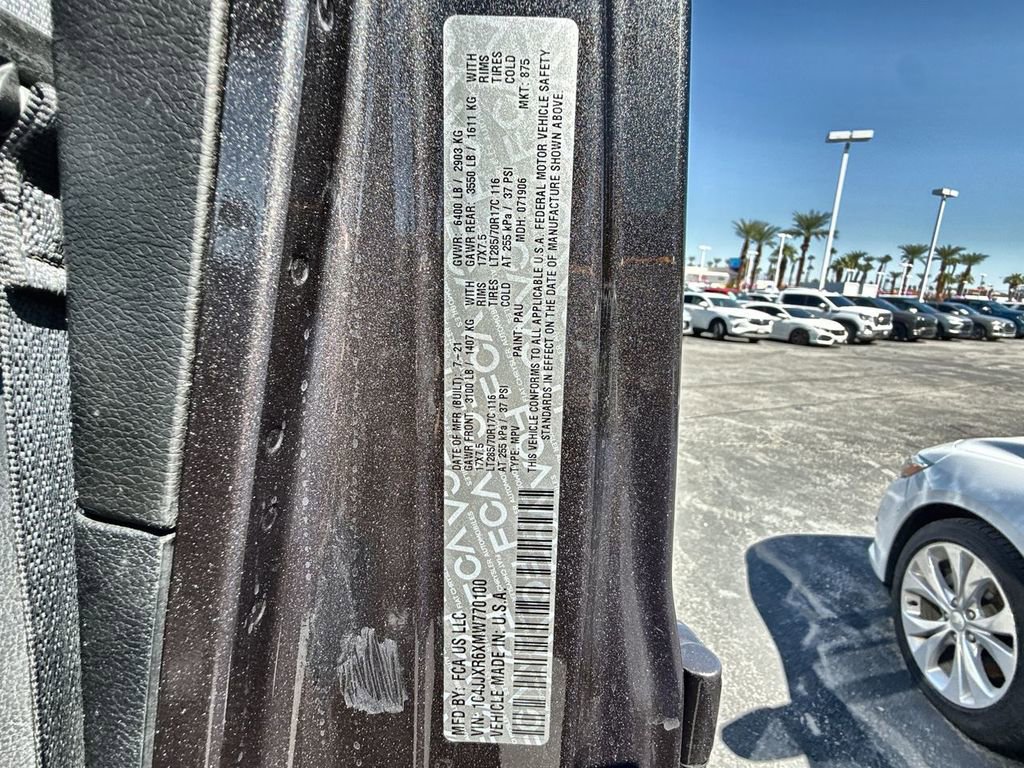 MFD BY: FCA US LLC
VIN: 1C4JJXR6XMW770100
VEHICLE MADE IN: U.S.A.
DATE OF MFR (BUILT): 7-21 GVWR: 6400 LB / 2903 KG
GAWR FRONT: 3100 LB / 1407 KG WITH GAWR REAR: 3550 LB / 1611 KG WITH
17X7.5 RIMS 17X7.5 RIMS
LT285/70R17C 116 TIRES LT285/70R17C 116 TIRES
AT 255 kPa / 37 PSI COLD AT 255 kPa / 37 PSI COLD
TYPE: MPV PAINT: PAU MDH: 071906 MKT: 875
THIS VEHICLE CONFORMS TO ALL APPLICABLE U.S.A. FEDERAL MOTOR VEHICLE SAFETY
STANDARDS IN EFFECT ON THE DATE OF MANUFACTURE SHOWN ABOVE.
FCA